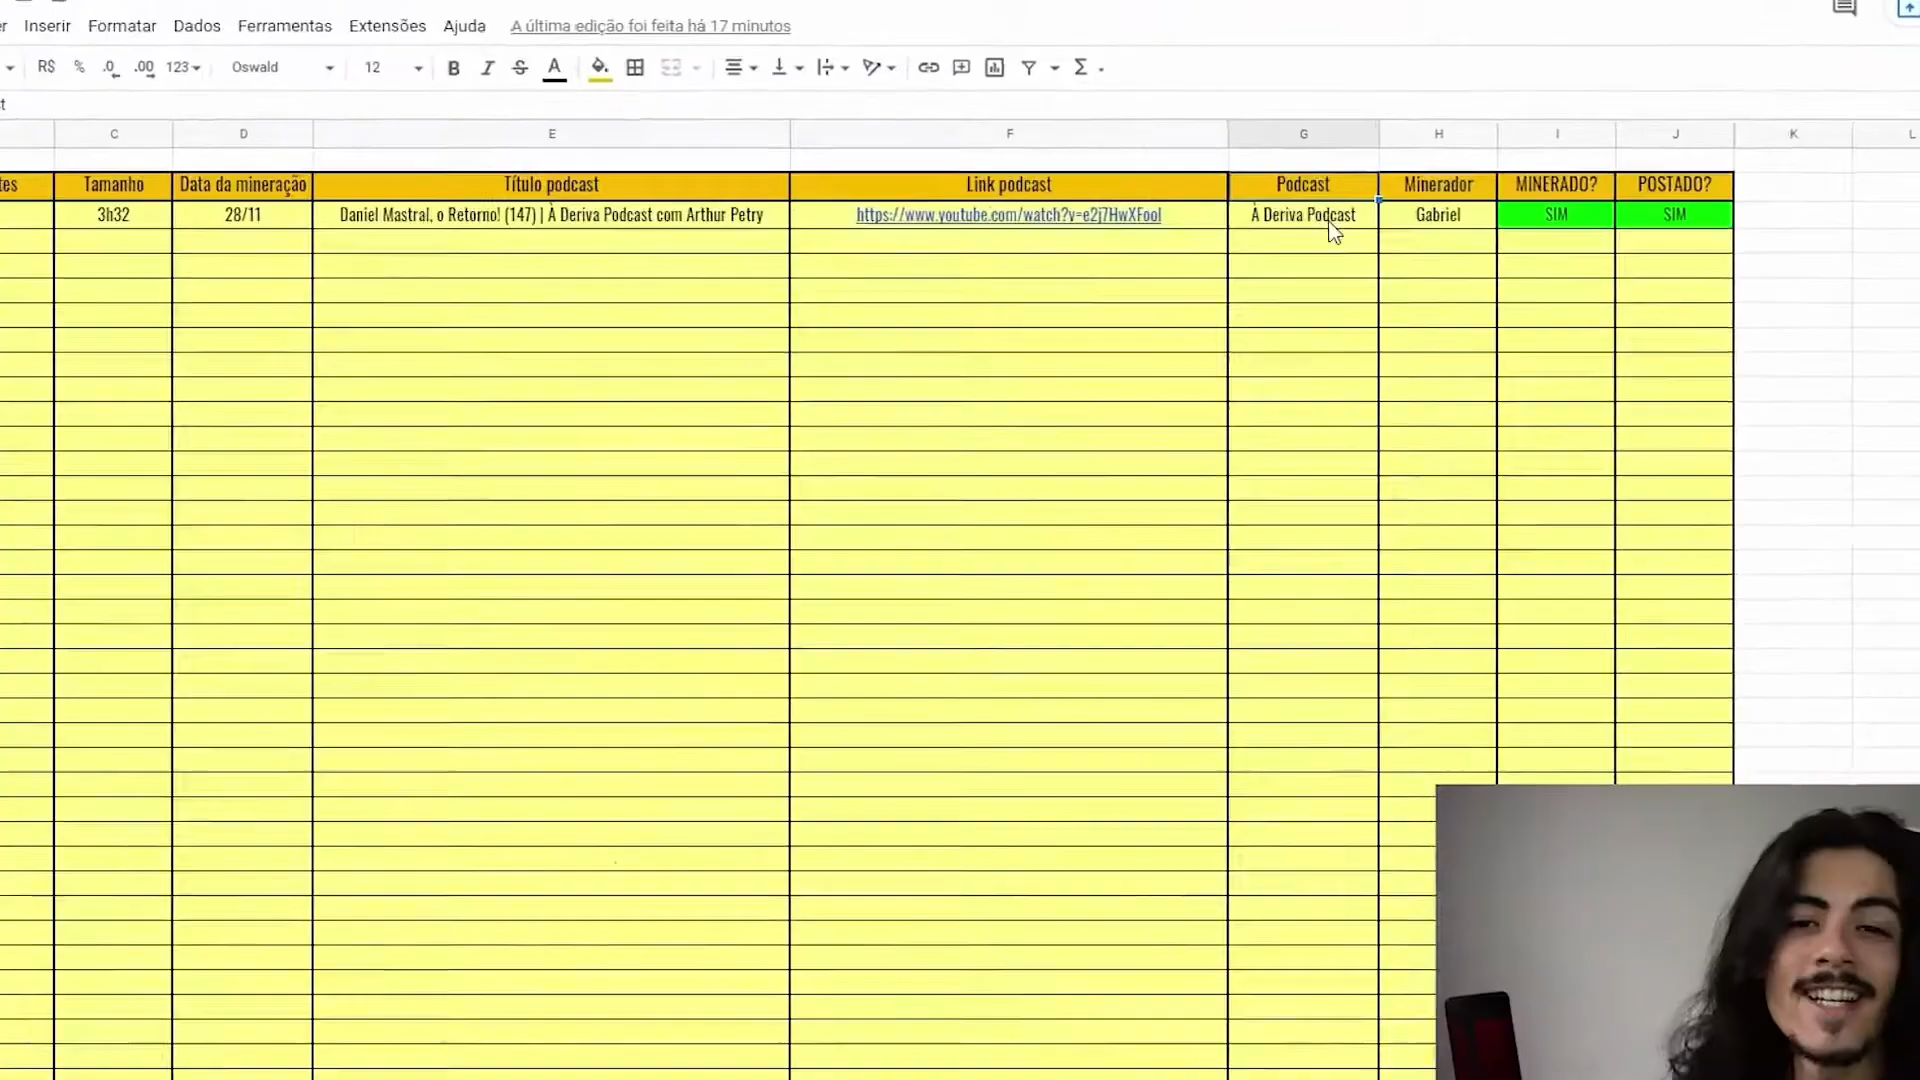 Inserir Formatar Dados Ferramentas Extensões Ajuda A última edição foi feita há 17 minutos
R$ % .0 .00 123 Oswald 12 B I S A Σ
C D E F G H I J K L
tes Tamanho Data da mineração Título podcast Link podcast Podcast Minerador MINERADO? POSTADO?
3h32 28/11 Daniel Mastral, o Retorno! (147) | À Deriva Podcast com Arthur Petry https://www.youtube.com/watch?v=e2j7HwXFooI À Deriva Podcast Gabriel SIM SIM